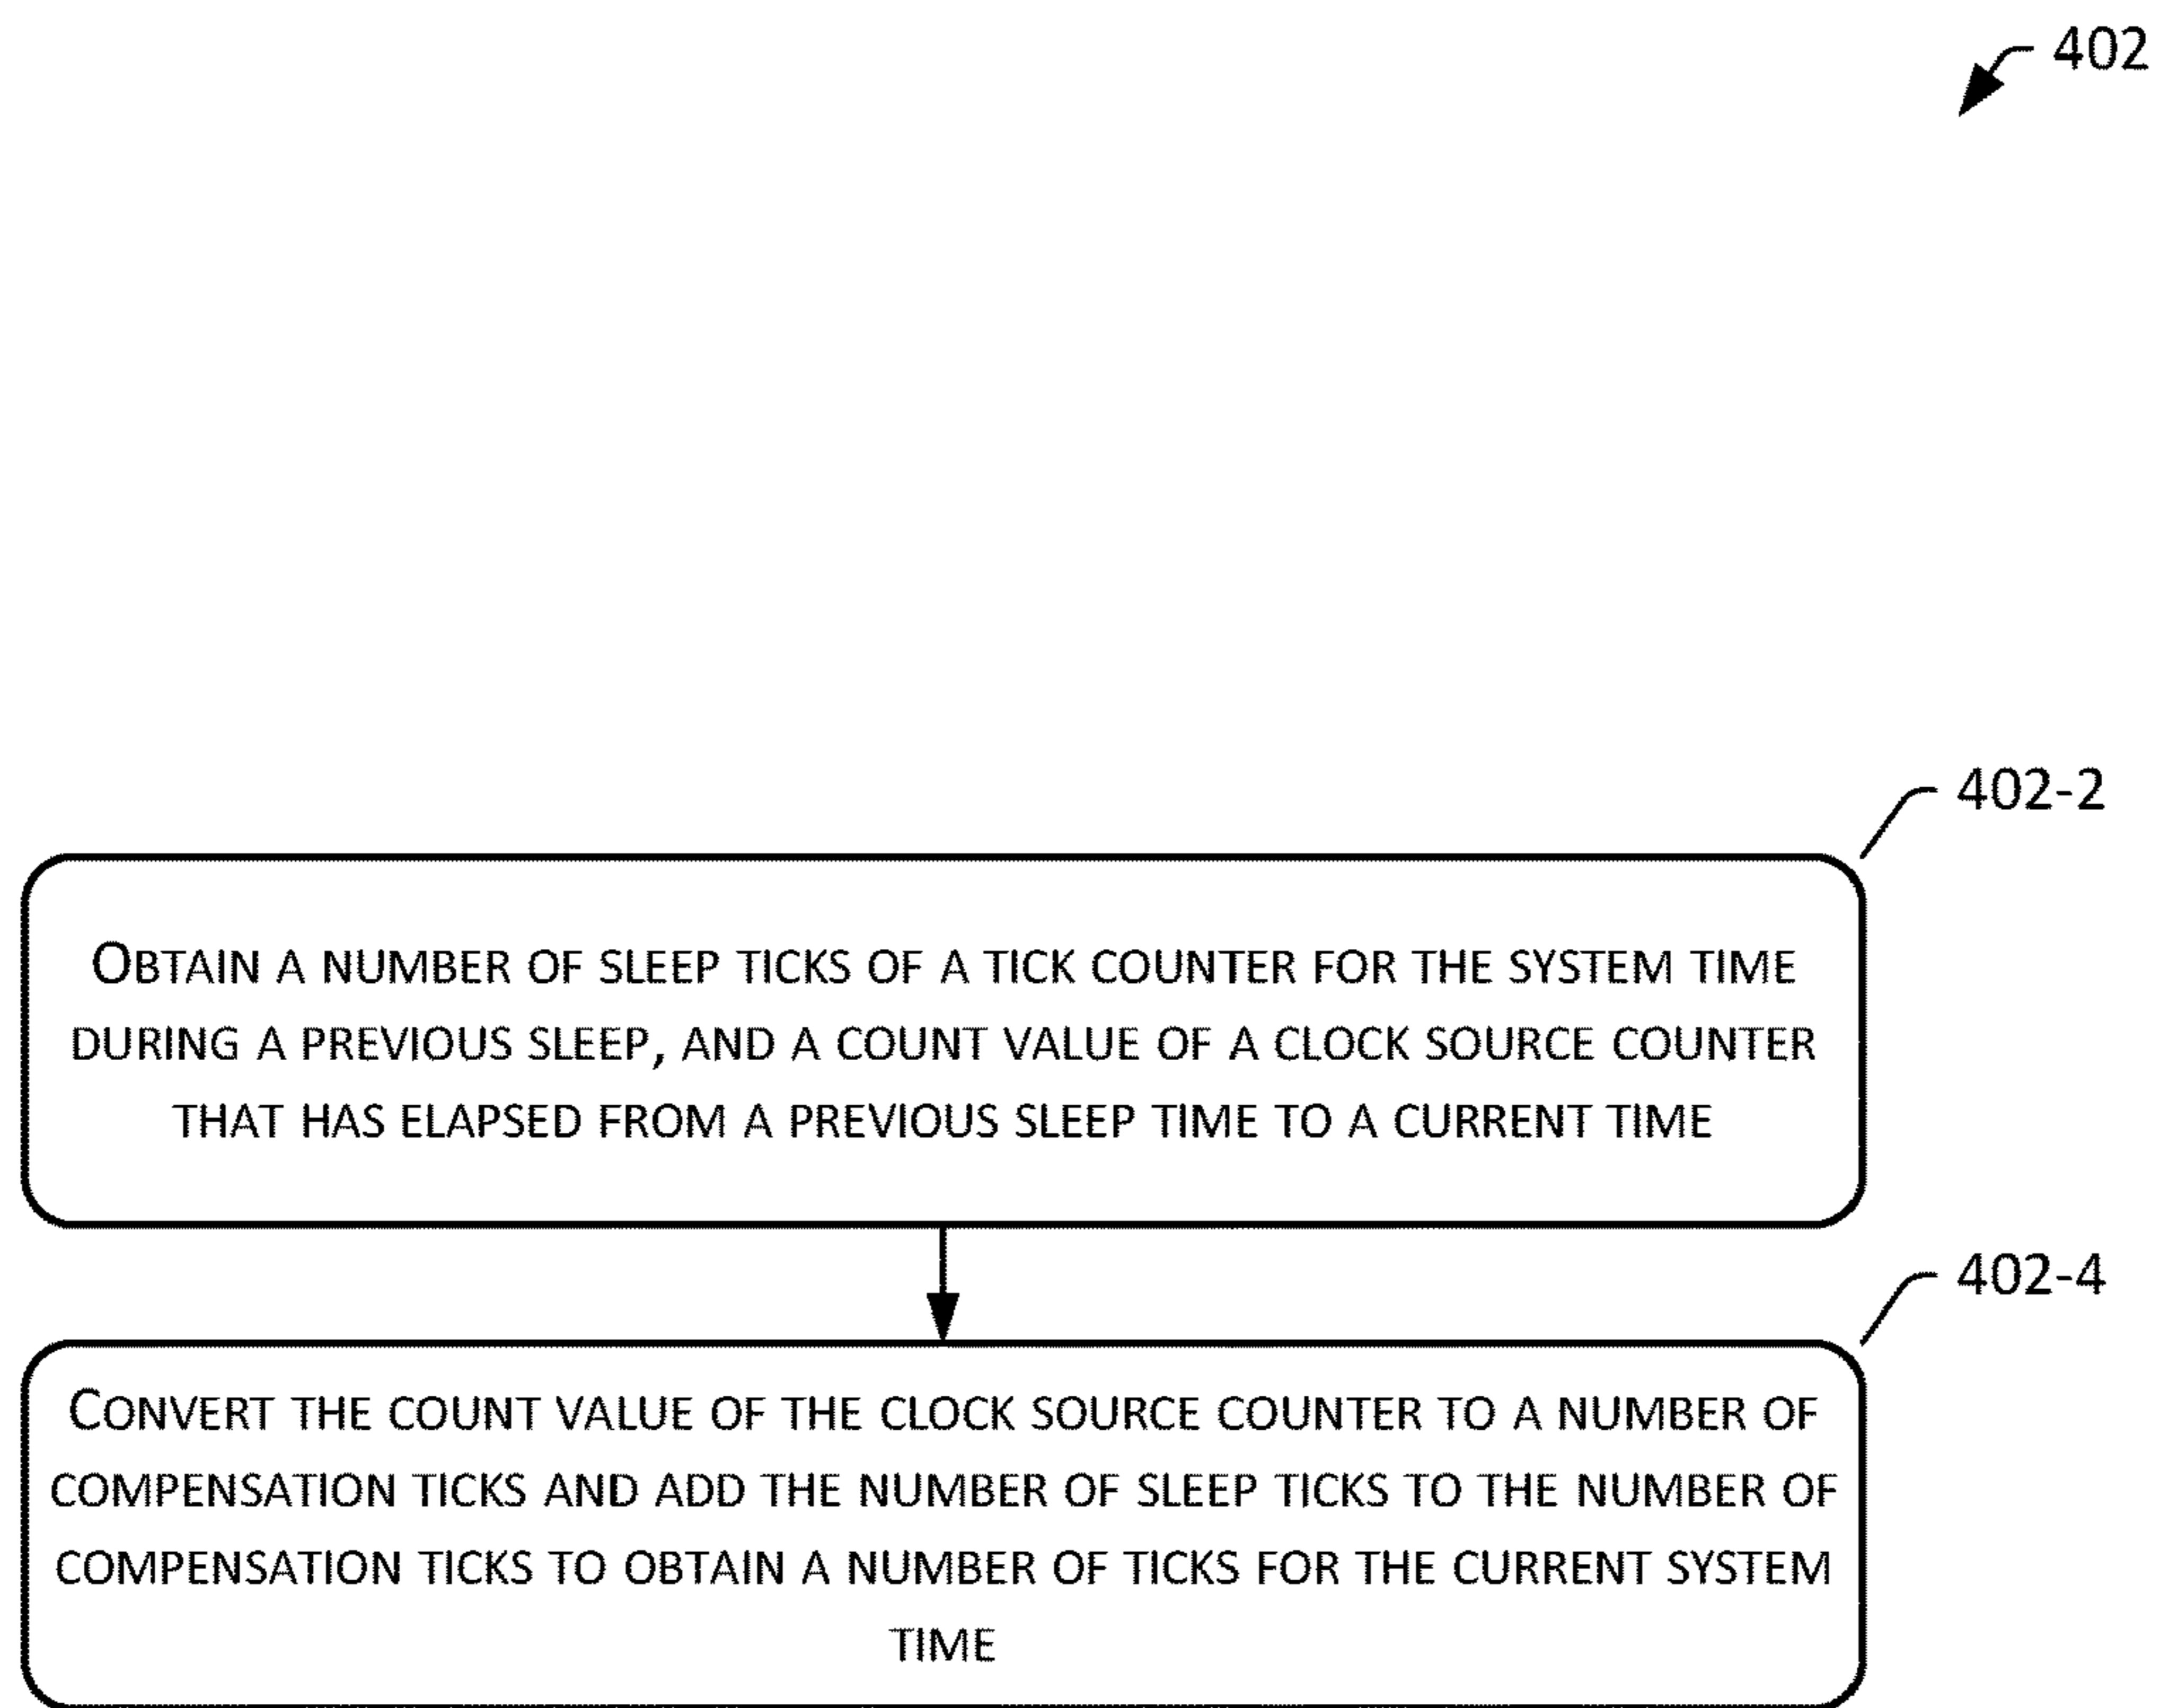 402
402-2
OBTAIN A NUMBER OF SLEEP TICKS OF A TICK COUNTER FOR THE SYSTEM TIME
DURING A PREVIOUS SLEEP, AND A COUNT VALUE OF A CLOCK SOURCE COUNTER
THAT HAS ELAPSED FROM A PREVIOUS SLEEP TIME TO A CURRENT TIME
402-4
CONVERT THE COUNT VALUE OF THE CLOCK SOURCE COUNTER TO A NUMBER OF
COMPENSATION TICKS AND ADD THE NUMBER OF SLEEP TICKS TO THE NUMBER OF
COMPENSATION TICKS TO OBTAIN A NUMBER OF TICKS FOR THE CURRENT SYSTEM
TIME